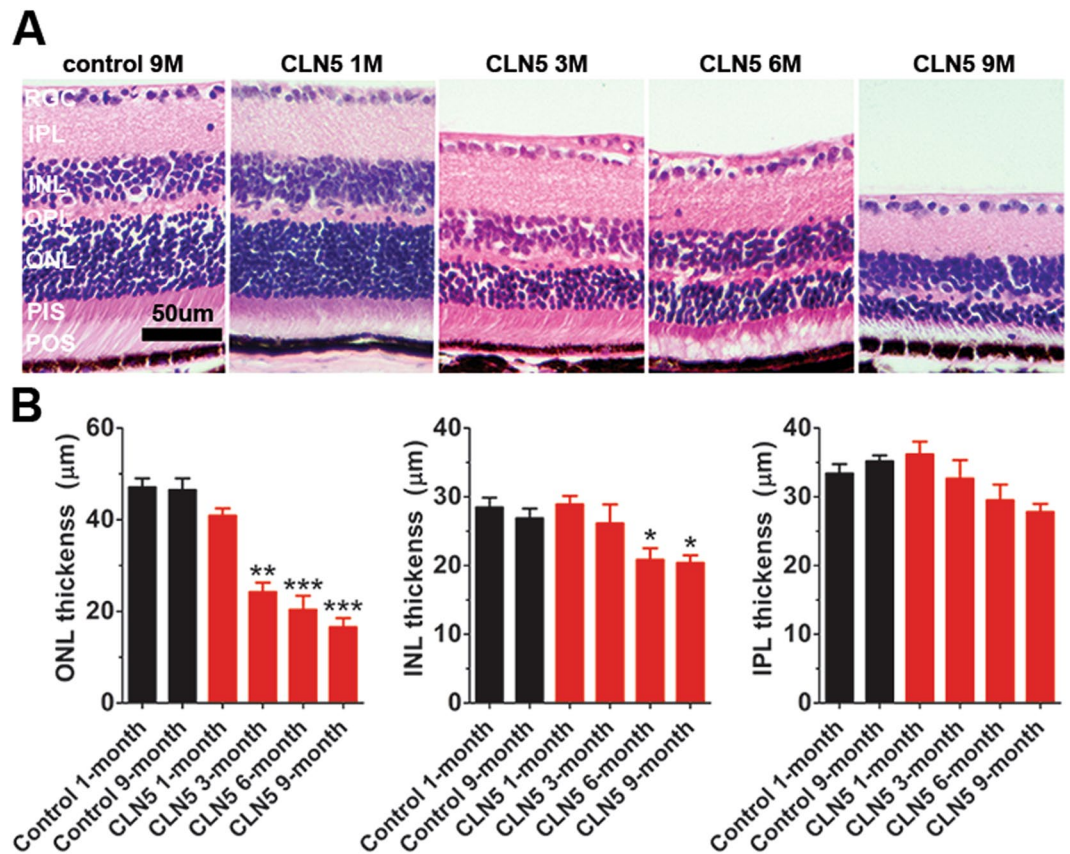 A
control 9M
CLN5 1M
CLN5 3M
CLN5 6M
CLN5 9M
RGC
IPL
INL
OPL
ONL
PIS
POS
50um
B
ONL thickenss (μm)
60
40
20
0
** *** ***
Control 1-month
Control 9-month
CLN5 1-month
CLN5 3-month
CLN5 6-month
CLN5 9-month
INL thickenss (μm)
40
30
20
10
0
* *
Control 1-month
Control 9-month
CLN5 1-month
CLN5 3-month
CLN5 6-month
CLN5 9-month
IPL thickenss (μm)
40
30
20
10
0
Control 1-month
Control 9-month
CLN5 1-month
CLN5 3-month
CLN5 6-month
CLN5 9-month